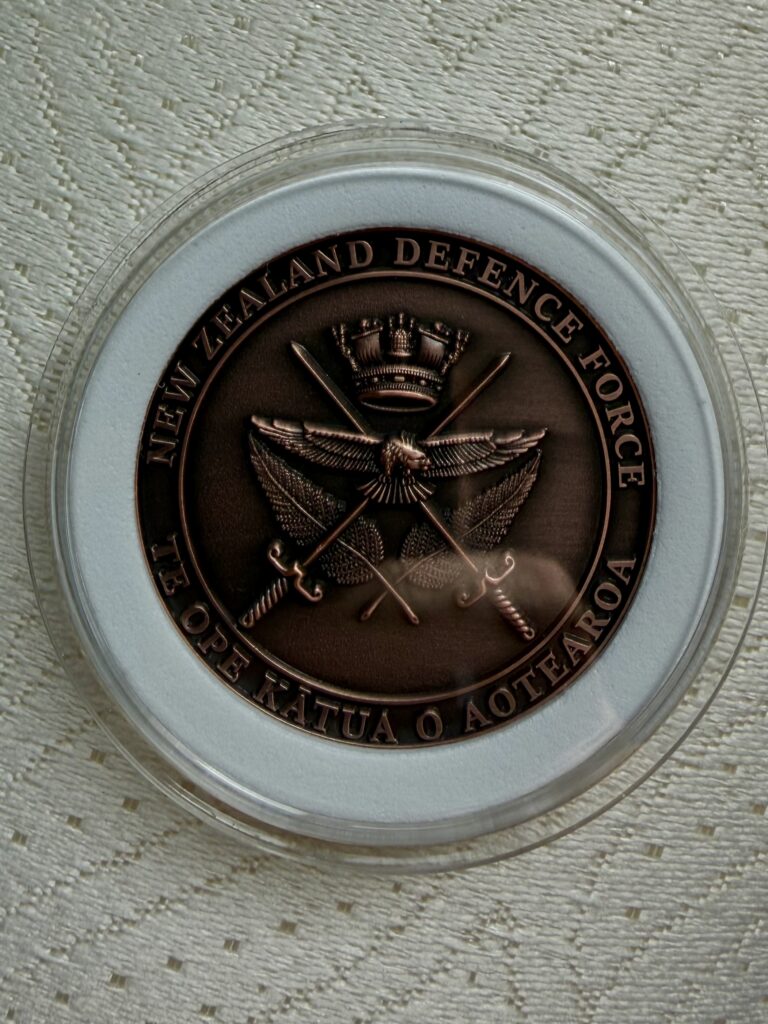 NEW ZEALAND DEFENCE FORCE
TE OPE KĀTUA O AOTEAROA